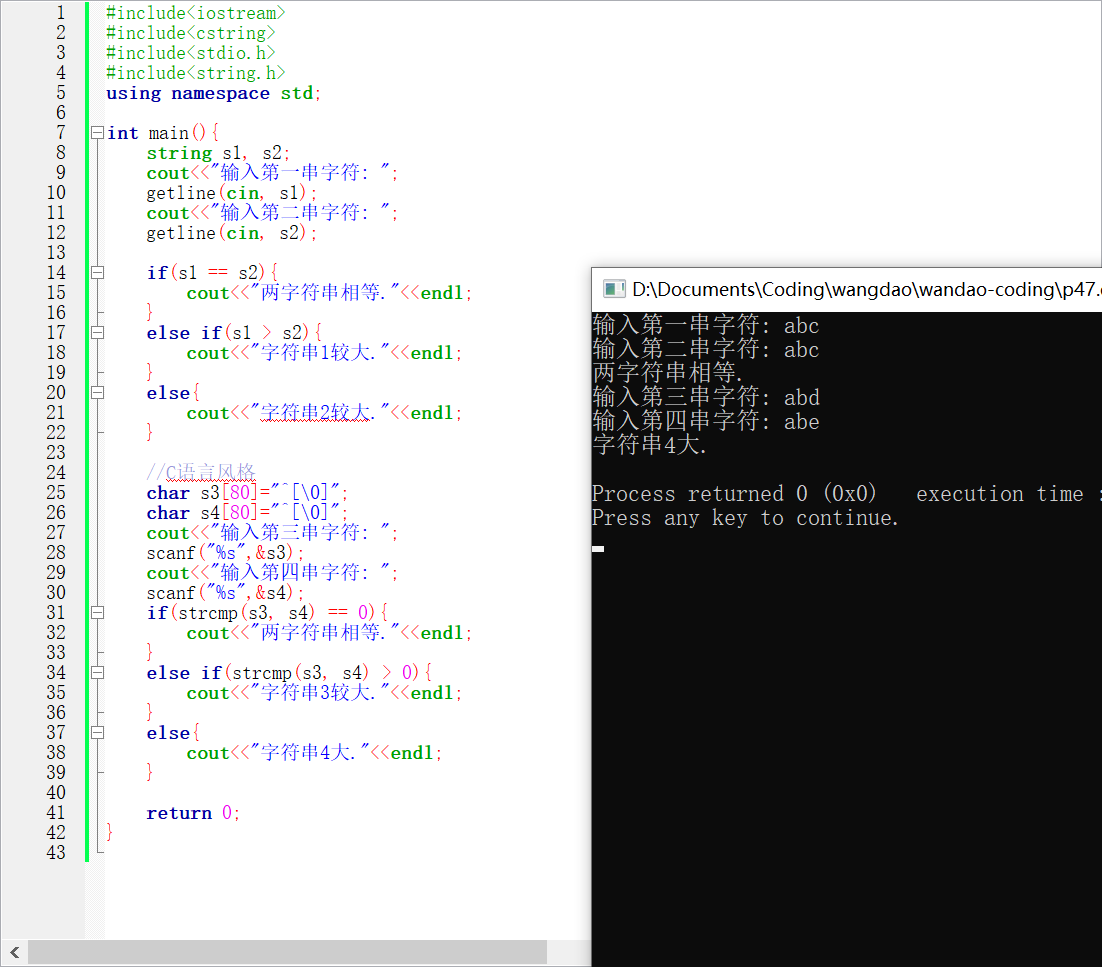 1 #include<iostream>
2 #include<cstring>
3 #include<stdio.h>
4 #include<string.h>
5 using namespace std;
6
7 int main(){
8 string s1, s2;
9 cout<<"输入第一串字符: ";
10 getline(cin, s1);
11 cout<<"输入第二串字符: ";
12 getline(cin, s2);
13
14 if(s1 == s2){
15 cout<<"两字符串相等."<<endl;
16 }
17 else if(s1 > s2){
18 cout<<"字符串1较大."<<endl;
19 }
20 else{
21 cout<<"字符串2较大."<<endl;
22 }
23
24 //C语言风格
25 char s3[80]="^[\0]";
26 char s4[80]="^[\0]";
27 cout<<"输入第三串字符: ";
28 scanf("%s",&s3);
29 cout<<"输入第四串字符: ";
30 scanf("%s",&s4);
31 if(strcmp(s3, s4) == 0){
32 cout<<"两字符串相等."<<endl;
33 }
34 else if(strcmp(s3, s4) > 0){
35 cout<<"字符串3较大."<<endl;
36 }
37 else{
38 cout<<"字符串4大."<<endl;
39 }
40
41 return 0;
42 }
43
D:\Documents\Coding\wangdao\wandao-coding\p47.
输入第一串字符: abc
输入第二串字符: abc
两字符串相等.
输入第三串字符: abd
输入第四串字符: abe
字符串4大.
Process returned 0 (0x0) execution time :
Press any key to continue.